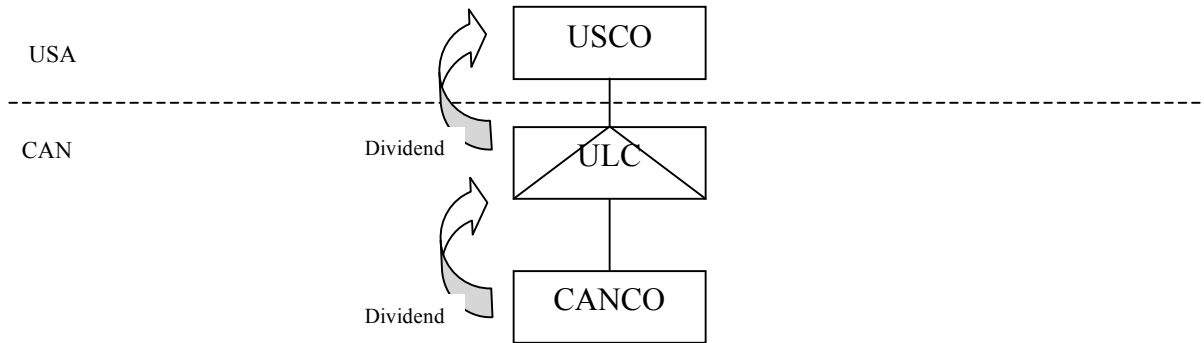 USCO
USA
CAN
Dividend
ULC
CANCO
Dividend